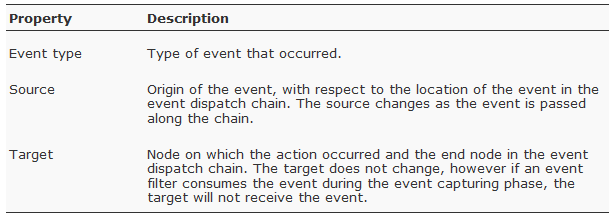 Property Description
Event type Type of event that occurred.
Source Origin of the event, with respect to the location of the event in the
event dispatch chain. The source changes as the event is passed
along the chain.
Target Node on which the action occurred and the end node in the event
dispatch chain. The target does not change, however if an event
filter consumes the event during the event capturing phase, the
target will not receive the event.